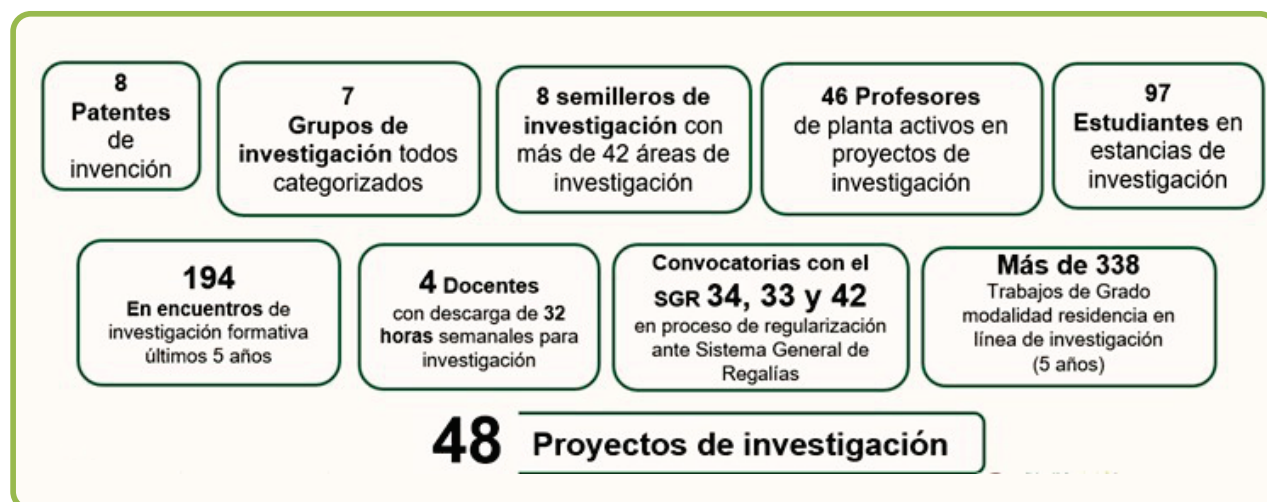 8
Patentes
de
invención
7
Grupos de
investigación todos
categorizados
8 semilleros de
investigación con
más de 42 áreas de
investigación
46 Profesores
de planta activos en
proyectos de
investigación
97
Estudiantes en
estancias de
investigación
194
En encuentros de
investigación formativa
últimos 5 años
4 Docentes
con descarga de 32
horas semanales para
investigación
Convocatorias con el
SGR 34, 33 y 42
en proceso de regularización
ante Sistema General de
Regalías
Más de 338
Trabajos de Grado
modalidad residencia en
línea de investigación
(5 años)
48 Proyectos de investigación